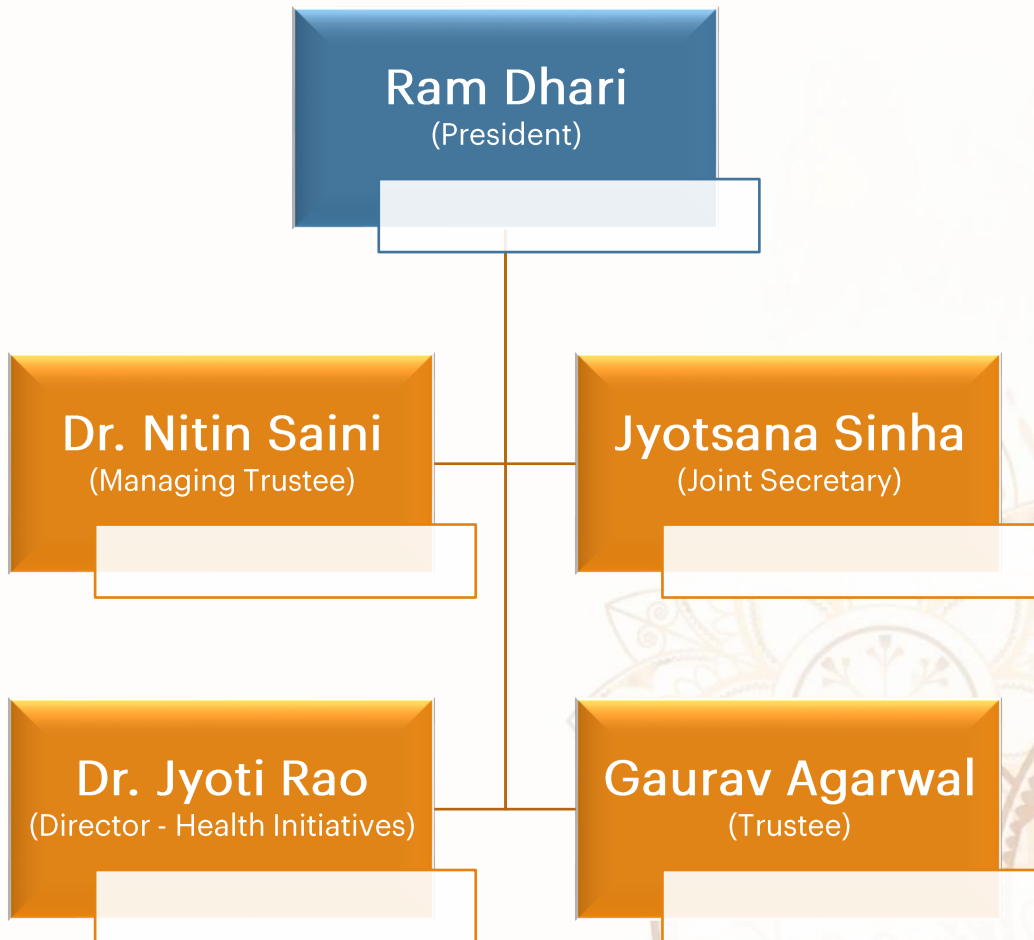 Ram Dhari
(President)
Dr. Nitin Saini
(Managing Trustee)
Jyotsana Sinha
(Joint Secretary)
Dr. Jyoti Rao
(Director - Health Initiatives)
Gaurav Agarwal
(Trustee)